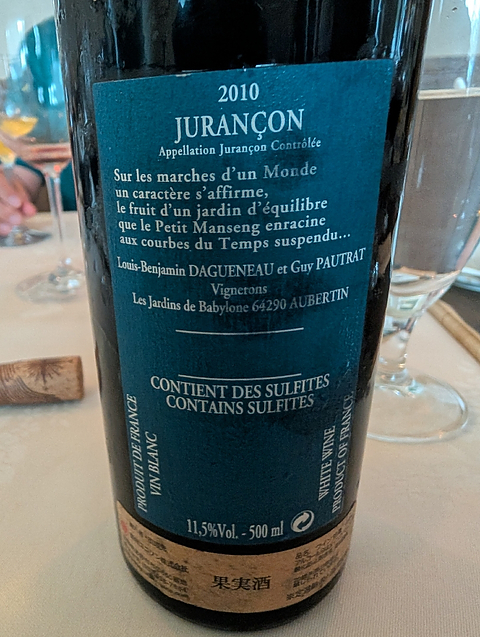 2010
JURANÇON
Appellation Jurançon Contrôlée
Sur les marches d'un Monde
un caractère s'affirme,
le fruit d'un jardin d'équilibre
que le Petit Manseng enracine
aux courbes du Temps suspendu...
Louis-Benjamin DAGUENEAU et Guy PAUTRAT
Vignerons
Les Jardins de Babylone 64290 AUBERTIN
CONTIENT DES SULFITES
CONTAINS SULFITES
PRODUIT DE FRANCE
VIN BLANC
WHITE WINE
PRODUCT OF FRANCE
11,5%Vol. - 500 ml
果実酒